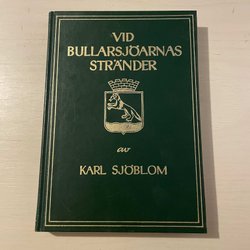 VID
BULLARSJÖARNAS
STRÄNDER
av
KARL SJÖBLOM